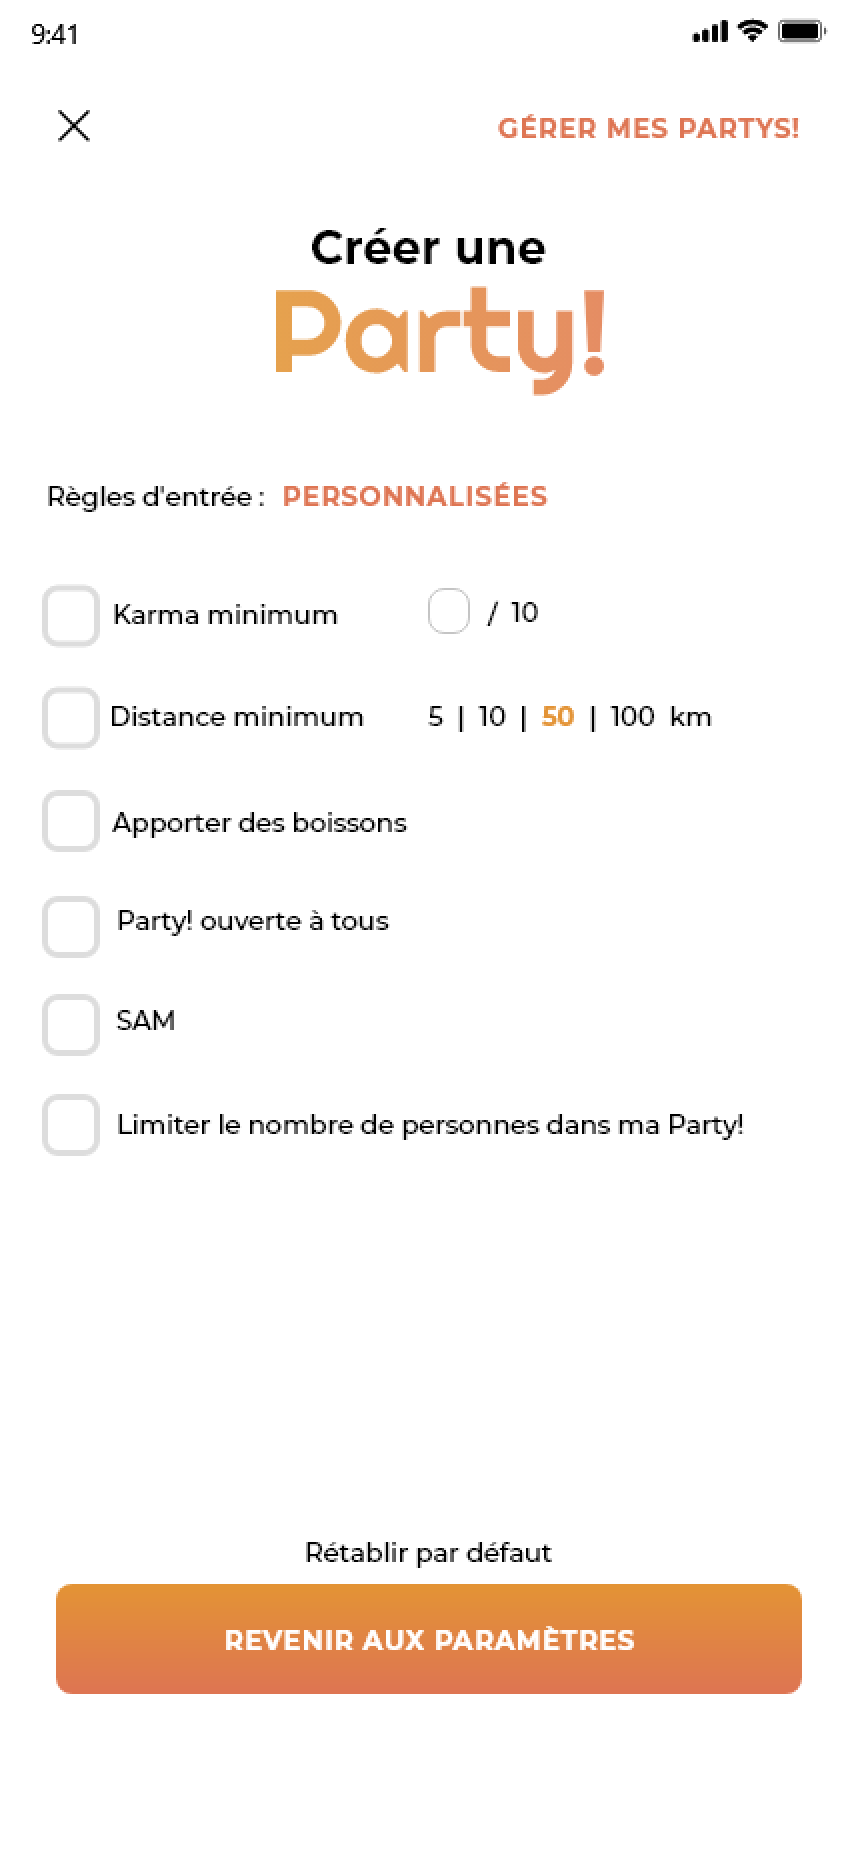 9:41
GÉRER MES PARTYS!
Créer une
Party!
Règles d'entrée : PERSONNALISÉES
Karma minimum / 10
Distance minimum 5 | 10 | 50 | 100 km
Apporter des boissons
Party! ouverte à tous
SAM
Limiter le nombre de personnes dans ma Party!
Rétablir par défaut
REVENIR AUX PARAMÈTRES